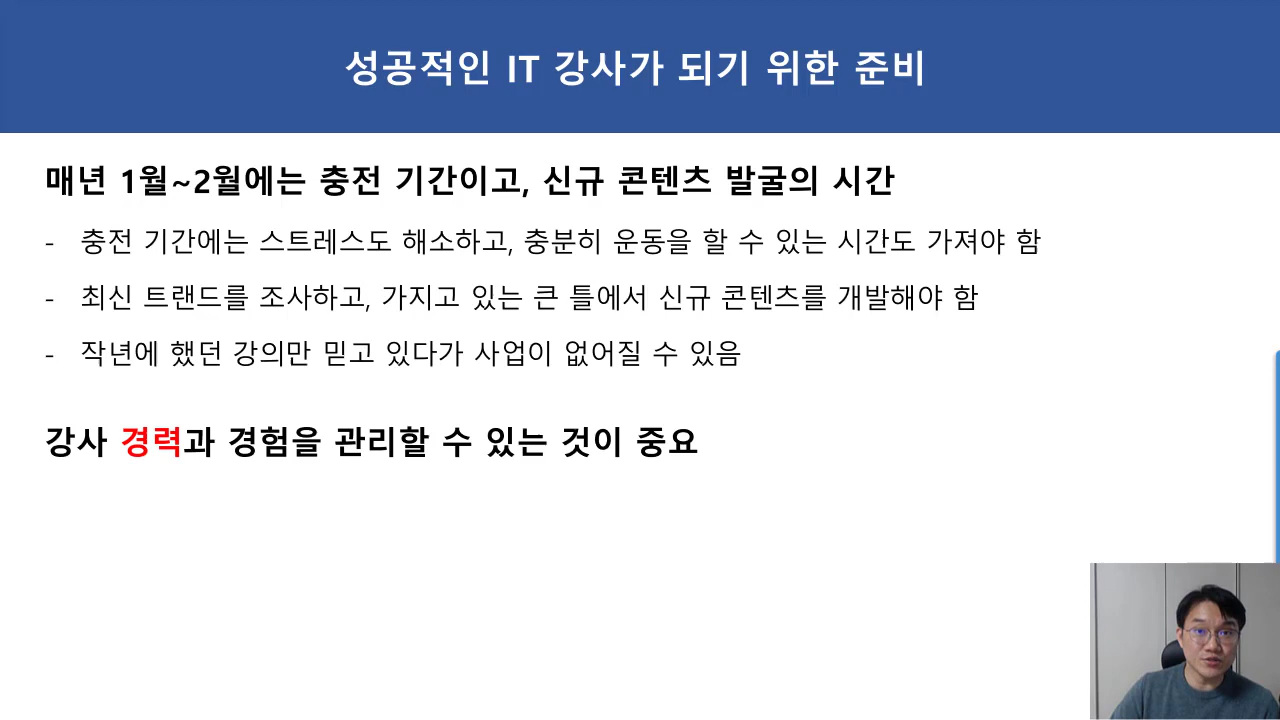 성공적인 IT 강사가 되기 위한 준비
매년 1월~2월에는 충전 기간이고, 신규 콘텐츠 발굴의 시간
- 충전 기간에는 스트레스도 해소하고, 충분히 운동을 할 수 있는 시간도 가져야 함
- 최신 트랜드를 조사하고, 가지고 있는 큰 틀에서 신규 콘텐츠를 개발해야 함
- 작년에 했던 강의만 믿고 있다가 사업이 없어질 수 있음
강사 경력과 경험을 관리할 수 있는 것이 중요